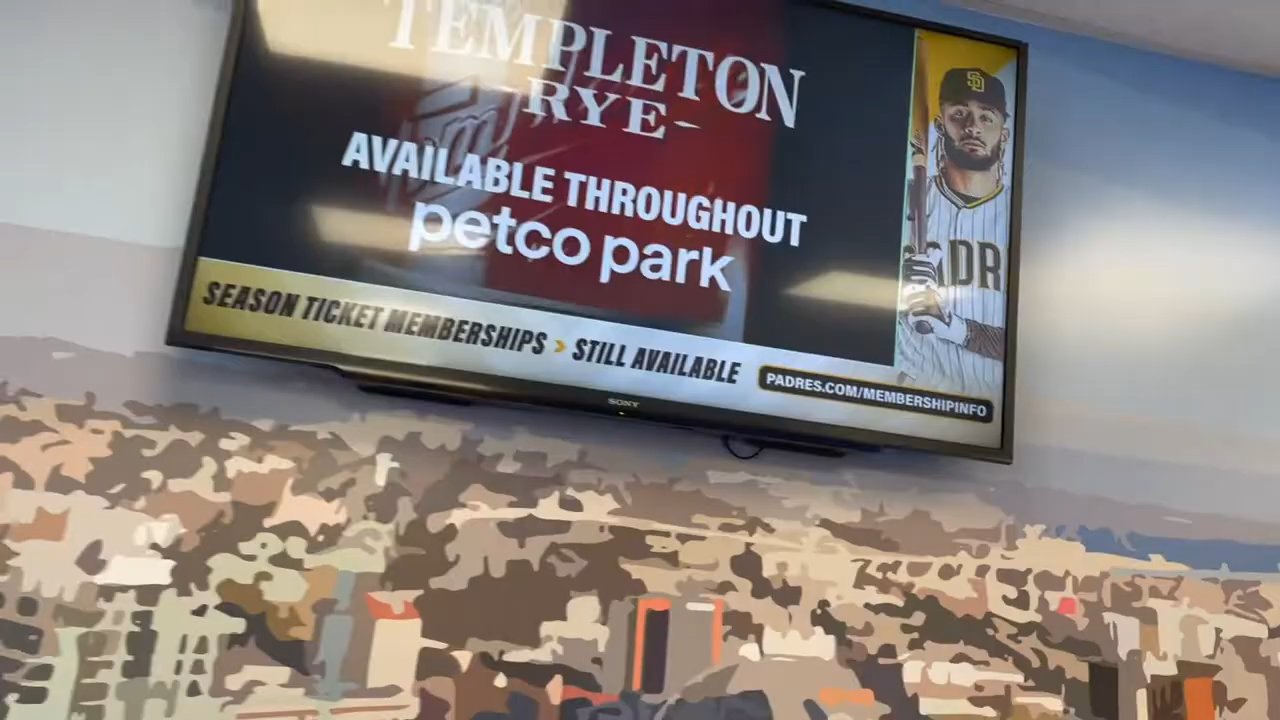 TEMPLETON
RYE
AVAILABLE THROUGHOUT
petco park
SD
PADR
SEASON TICKET MEMBERSHIPS > STILL AVAILABLE
PADRES.COM/MEMBERSHIPINFO
SONY